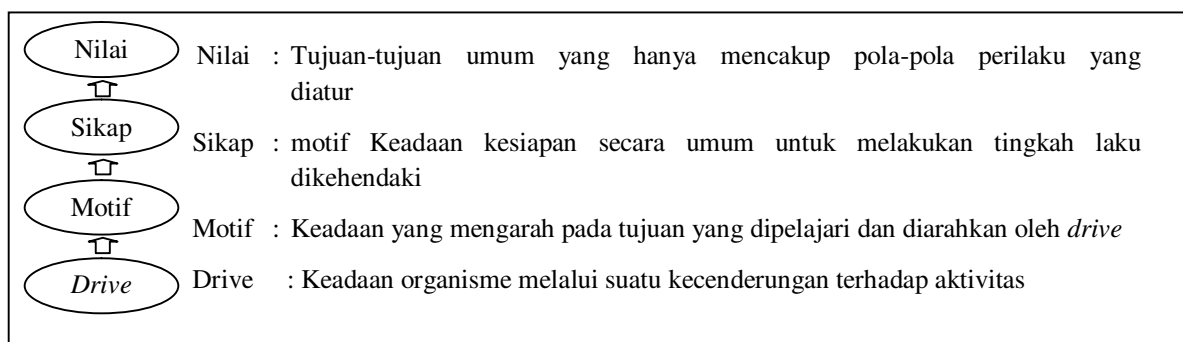 Nilai
Nilai : Tujuan-tujuan umum yang hanya mencakup pola-pola perilaku yang
diatur
Sikap
Sikap : motif Keadaan kesiapan secara umum untuk melakukan tingkah laku
dikehendaki
Motif
Motif : Keadaan yang mengarah pada tujuan yang dipelajari dan diarahkan oleh drive
Drive
Drive : Keadaan organisme melalui suatu kecenderungan terhadap aktivitas